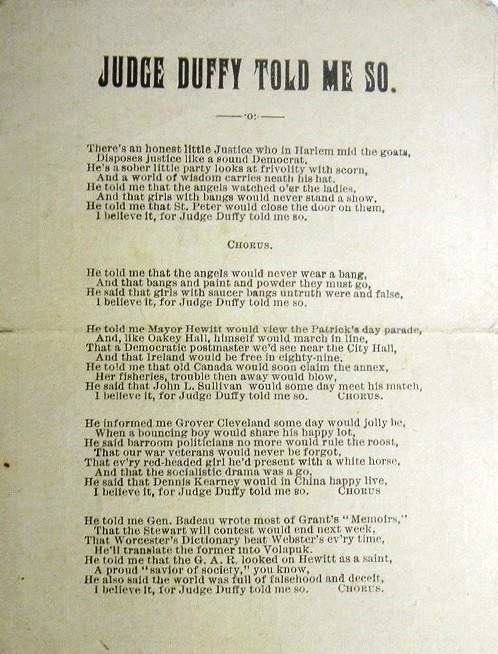 JUDGE DUFFY TOLD ME SO.
:o:
There's an honest little Justice who in Harlem mid the goats,
Disposes justice like a sound Democrat.
He's a sober little party looks at frivolity with scorn,
And a world of wisdom carries neath his hat.
He told me that the angels watched o'er the ladies,
And that girls with bangs would never stand a show,
He told me that St. Peter would close the door on them,
I believe it, for Judge Duffy told me so.
CHORUS.
He told me that the angels would never wear a bang,
And that bangs and paint and powder they must go,
He said that girls with saucer bangs untruth were and false,
I believe it, for Judge Duffy told me so.
He told me Mayor Hewitt would view the Patrick's day parade,
And, like Oakey Hall, himself would march in line,
That a Democratic postmaster we'd see near the City Hall,
And that Ireland would be free in eighty-nine.
He told me that old Canada would soon claim the annex,
Her fisheries, trouble then away would blow,
He said that John L. Sullivan would some day meet his match,
I believe it, for Judge Duffy told me so. CHORUS.
He informed me Grover Cleveland some day would jolly be,
When a bouncing boy would share his happy lot,
He said barroom politicians no more would rule the roost,
That our war veterans would never be forgot,
That ev'ry red-headed girl he'd present with a white horse,
And that the socialistic drama was a go,
He said that Dennis Kearney would in China happy live,
I believe it, for Judge Duffy told me so. CHORUS
He told me Gen. Badeau wrote most of Grant's "Memoirs,"
That the Stewart will contest would end next week,
That Worcester's Dictionary beat Webster's ev'ry time,
He'll translate the former into Volapuk.
He told me that the G. A. R. looked on Hewitt as a saint,
A proud "savior of society," you know,
He also said the world was full of falsehood and deceit,
I believe it, for Judge Duffy told me so. CHORUS.